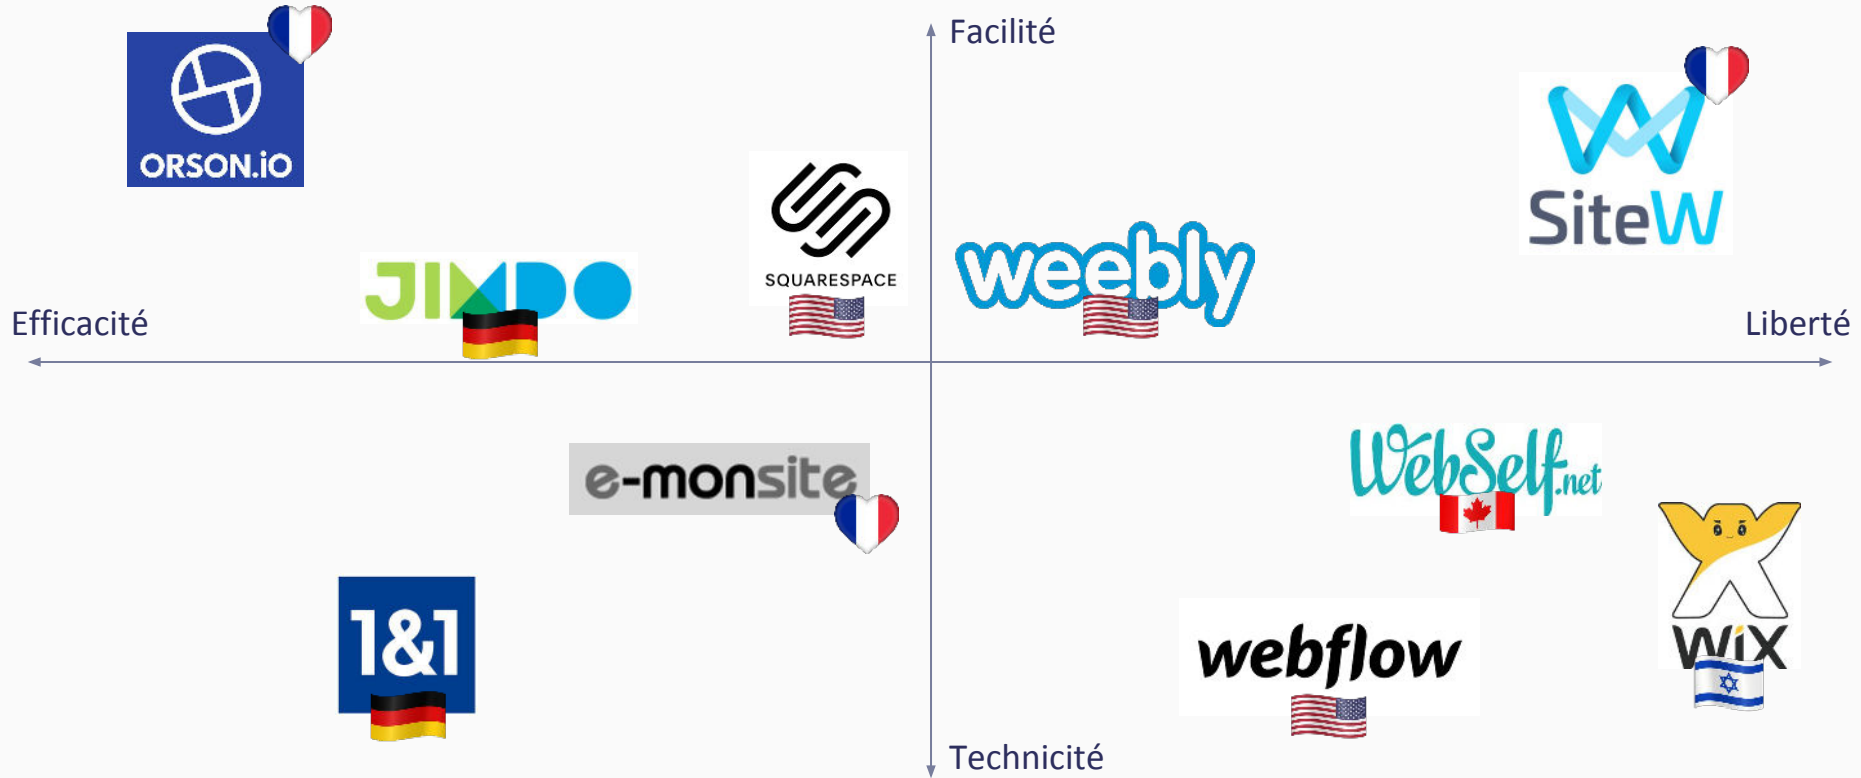 Facilité
ORSON.iO
SiteW
SQUARESPACE
weebly
JIMDO
Efficacité
Liberté
e-monsite
WebSelf.net
1&1
webflow
WiX
Technicité